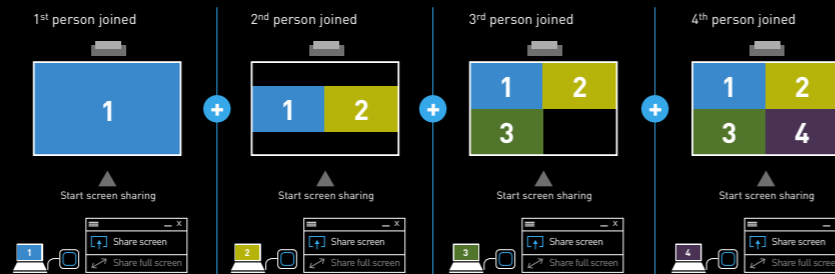 1st person joined
2nd person joined
3rd person joined
4th person joined
1
1 2
1 2
3
1 2
3 4
+
+
+
Start screen sharing
Start screen sharing
Start screen sharing
Start screen sharing
1
Share screen
Share full screen
2
Share screen
Share full screen
3
Share screen
Share full screen
4
Share screen
Share full screen